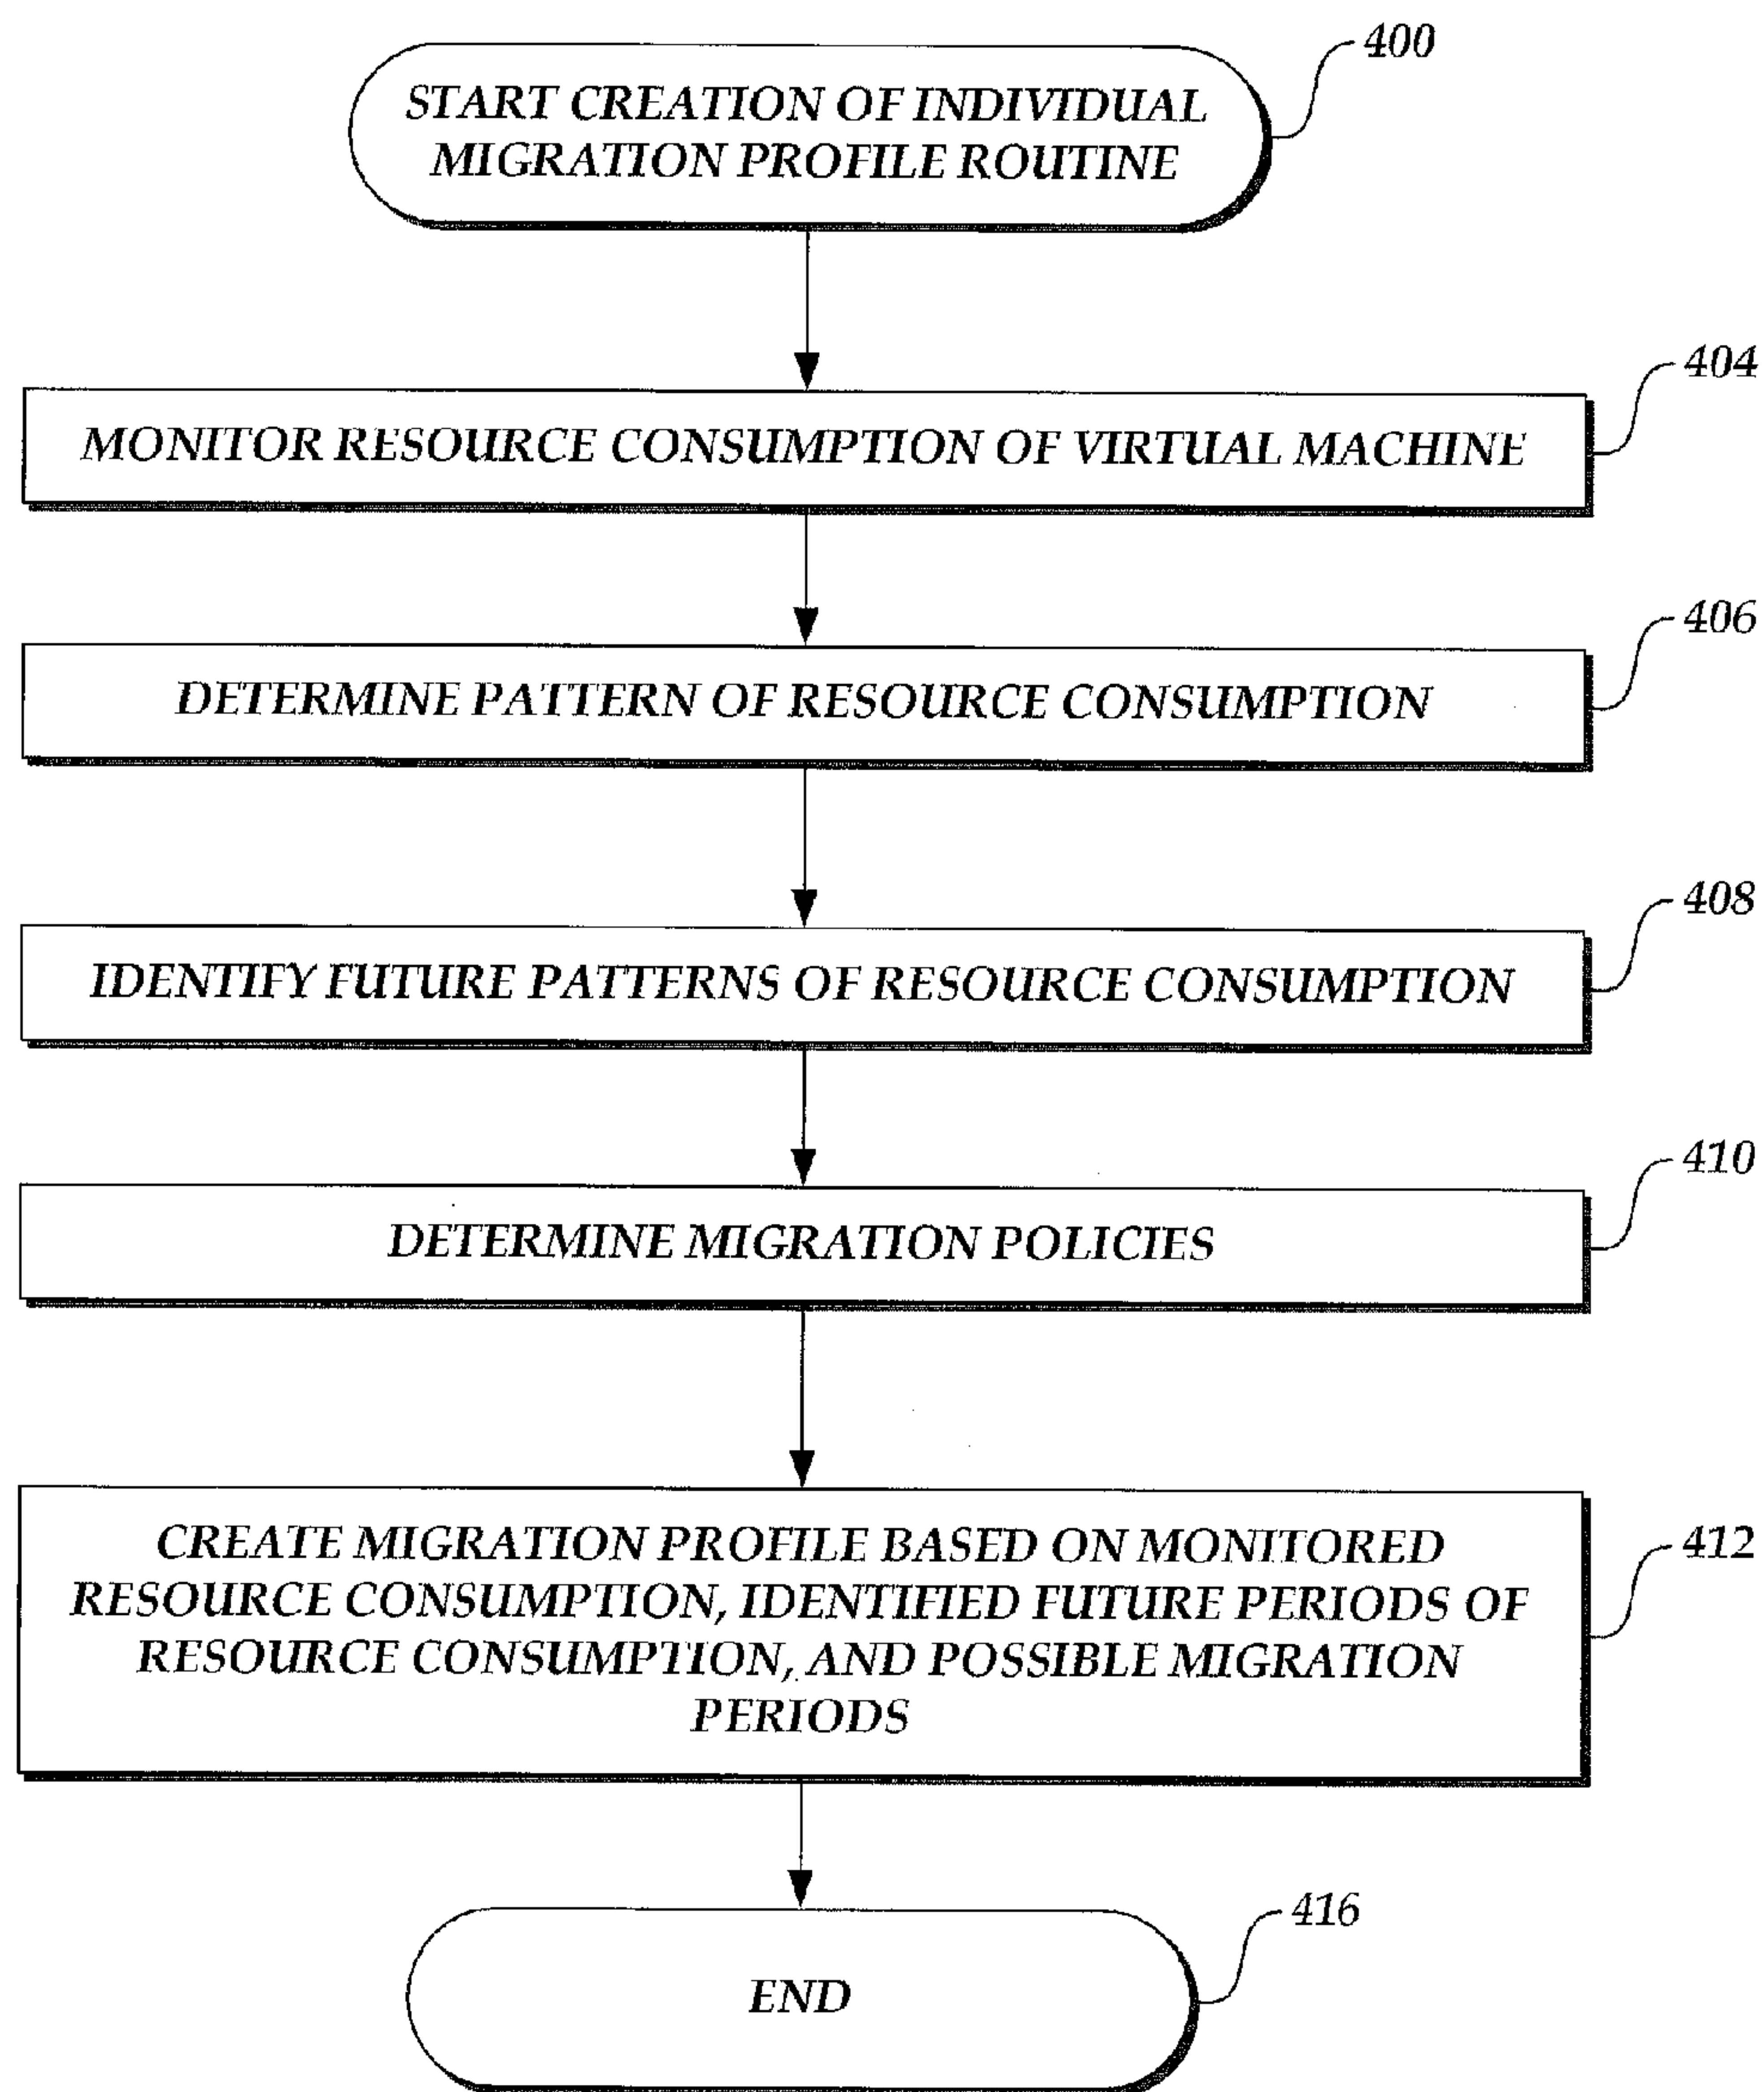 400
START CREATION OF INDIVIDUAL
MIGRATION PROFILE ROUTINE
404
MONITOR RESOURCE CONSUMPTION OF VIRTUAL MACHINE
406
DETERMINE PATTERN OF RESOURCE CONSUMPTION
408
IDENTIFY FUTURE PATTERNS OF RESOURCE CONSUMPTION
410
DETERMINE MIGRATION POLICIES
CREATE MIGRATION PROFILE BASED ON MONITORED
412
RESOURCE CONSUMPTION, IDENTIFIED FUTURE PERIODS OF
RESOURCE CONSUMPTION, AND POSSIBLE MIGRATION
PERIODS
416
END